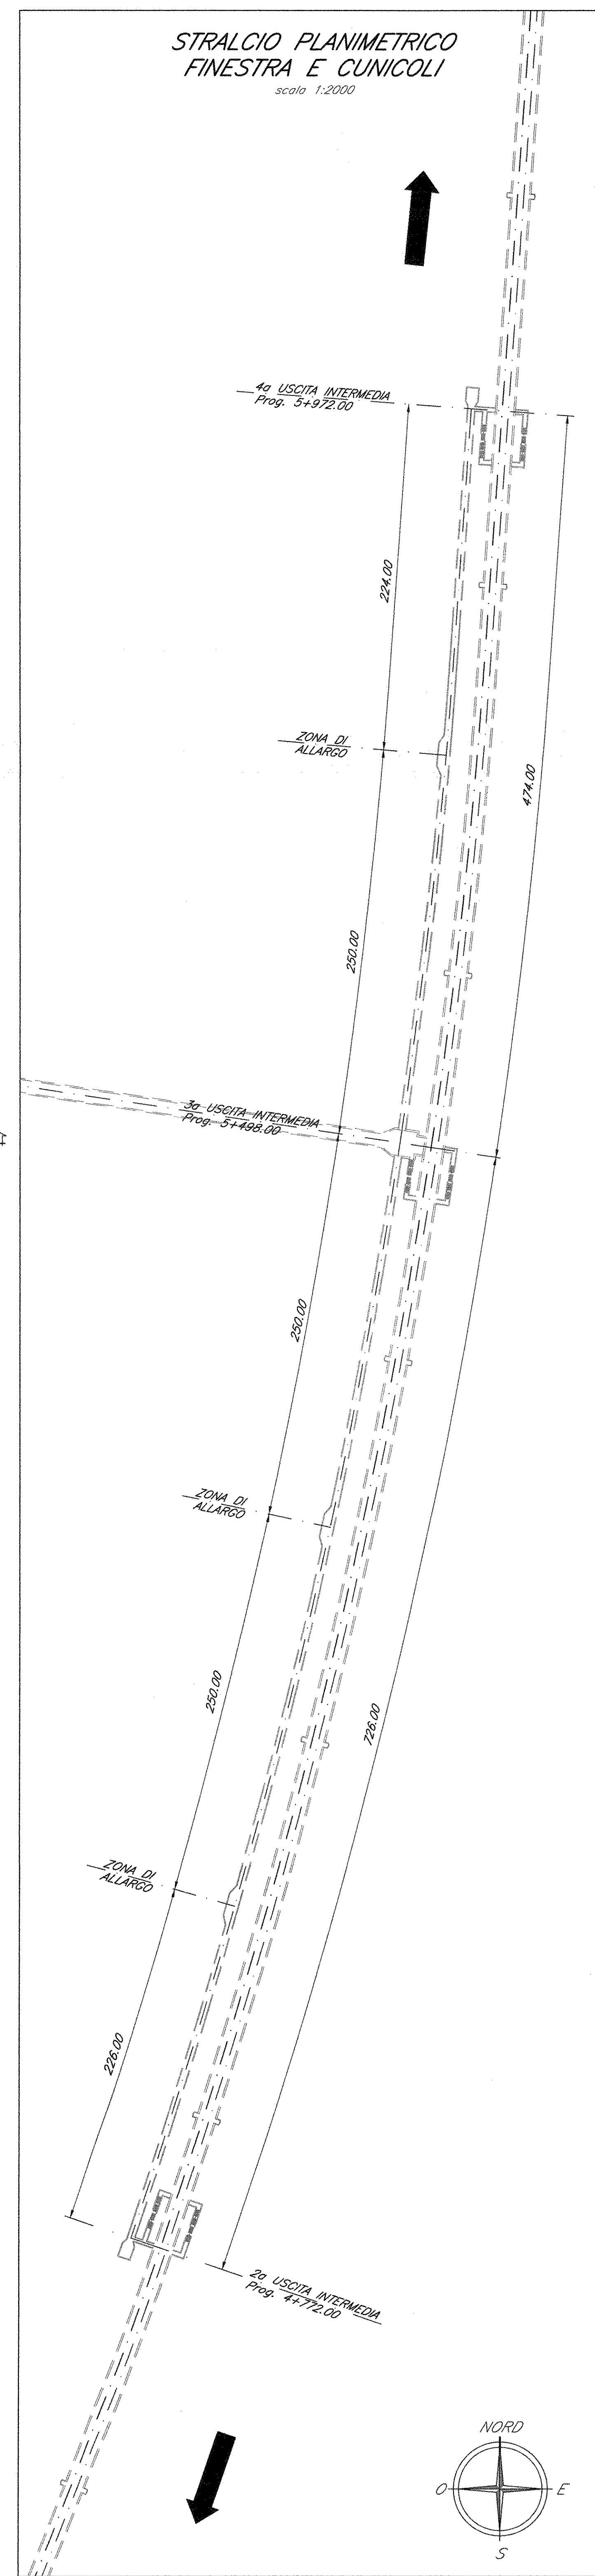 STRALCIO PLANIMETRICO
FINESTRA E CUNICOLI
scala 1:2000
4a USCITA INTERMEDIA
Prog. 5+972.00
224.00
ZONA DI
ALLARGO
474.00
250.00
3a USCITA INTERMEDIA
Prog. 5+498.00
250.00
ZONA DI
ALLARGO
250.00
726.00
ZONA DI
ALLARGO
226.00
2a USCITA INTERMEDIA
Prog. 4+772.00
NORD
O
E
S